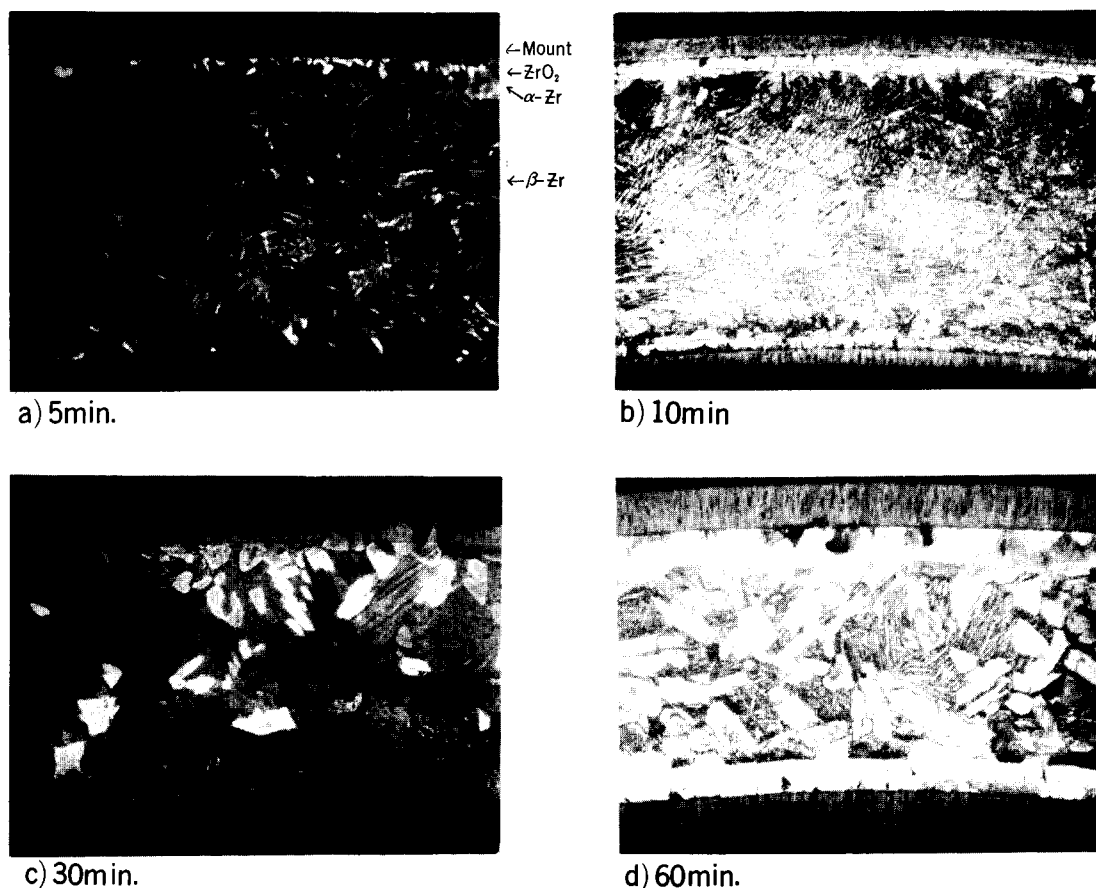 ←Mount
←ZrO₂
α-Zr
←β-Zr
a) 5min.
b) 10min
c) 30min.
d) 60min.